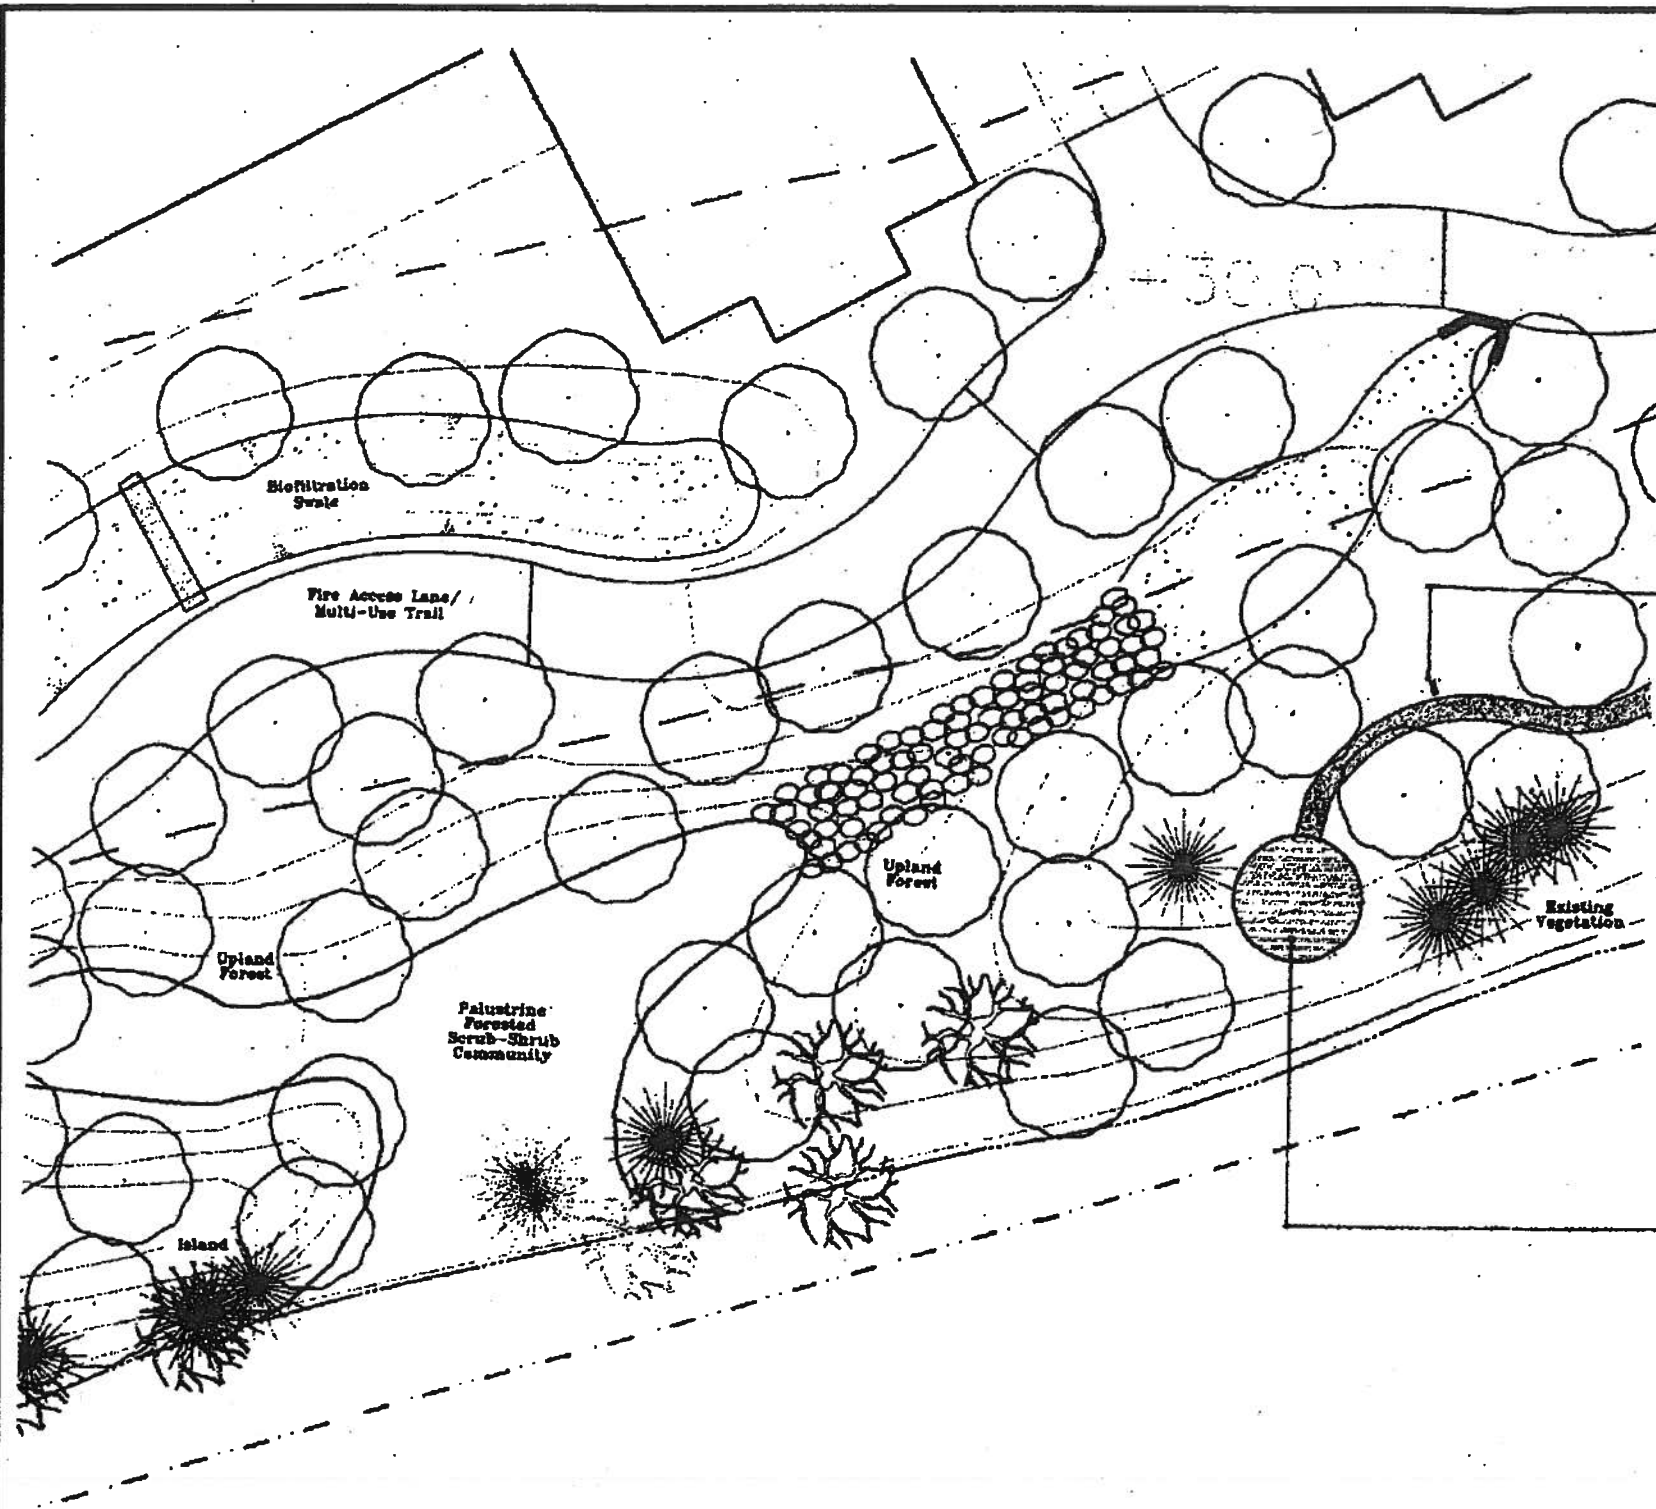 Biofiltration
Swale
Fire Access Lane/
Multi-Use Trail
Upland
Forest
Existing
Vegetation
Upland
Forest
Palustrine
Forested
Scrub-Shrub
Community
Island